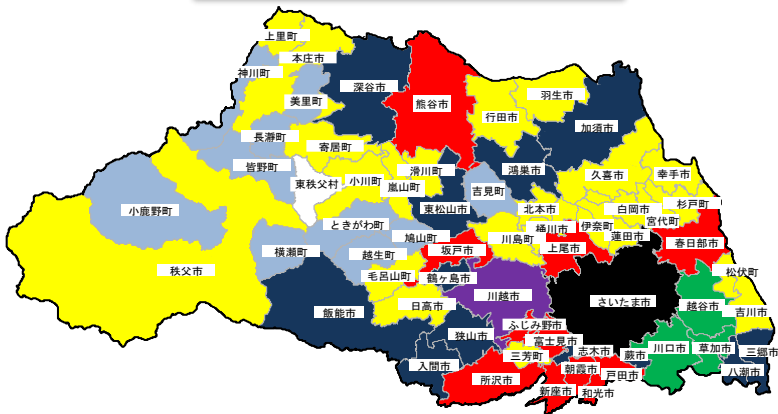 上里町
本庄市
神川町
深谷市
熊谷市
美里町
羽生市
行田市
加須市
長瀞町
寄居町
皆野町
滑川町
鴻巣市
久喜市
幸手市
東秩父村
小川町
嵐山町
吉見町
小鹿野町
東松山市
北本市
白岡市
杉戸町
ときがわ町
桶川市
伊奈町
宮代町
鳩山町
川島町
蓮田市
横瀬町
越生町
坂戸市
上尾市
春日部市
秩父市
毛呂山町
鶴ヶ島市
松伏町
川越市
さいたま市
越谷市
日高市
飯能市
吉川市
ふじみ野市
狭山市
富士見市
志木市
川口市
草加市
三郷市
三芳町
蕨市
入間市
朝霞市
戸田市
八潮市
所沢市
新座市
和光市